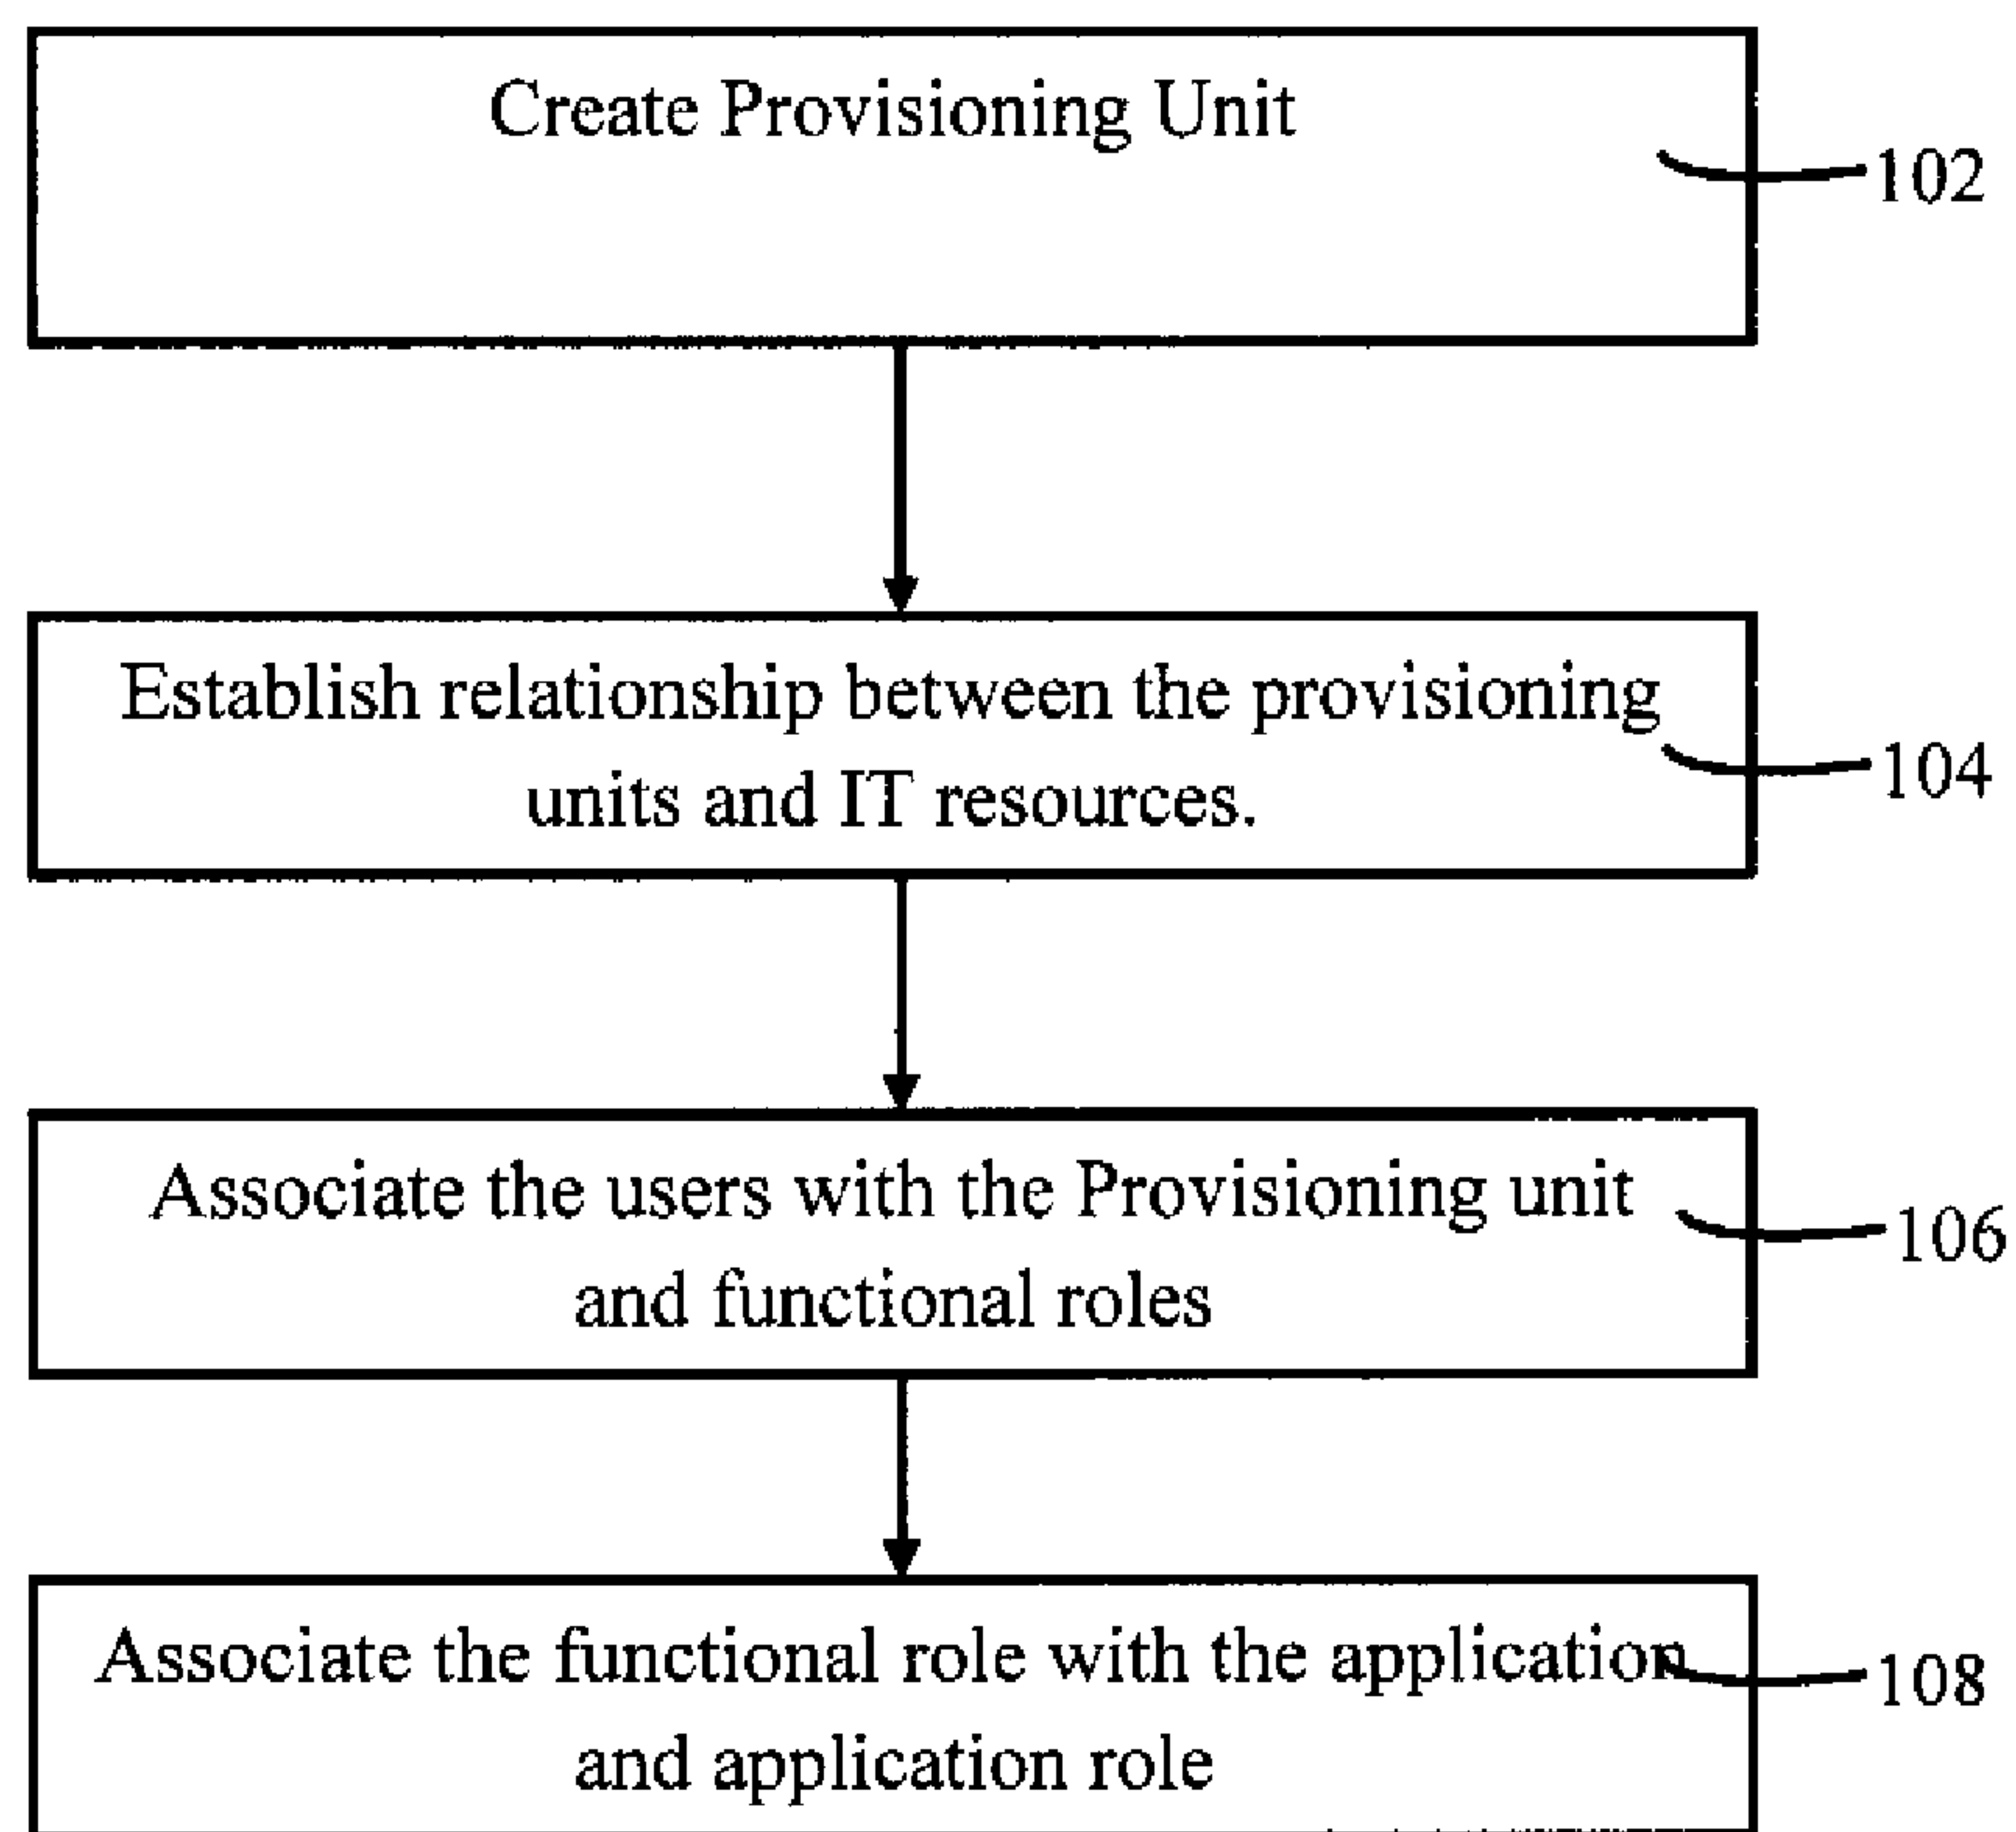 Create Provisioning Unit
102
Establish relationship between the provisioning
units and IT resources.
104
Associate the users with the Provisioning unit
and functional roles
106
Associate the functional role with the application
and application role
108